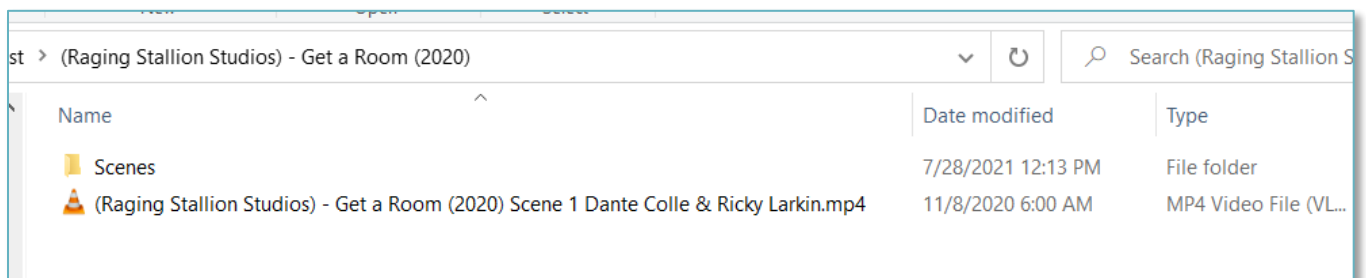 st > (Raging Stallion Studios) - Get a Room (2020) Search (Raging Stallion S
Name Date modified Type
Scenes 7/28/2021 12:13 PM File folder
(Raging Stallion Studios) - Get a Room (2020) Scene 1 Dante Colle & Ricky Larkin.mp4 11/8/2020 6:00 AM MP4 Video File (VL...